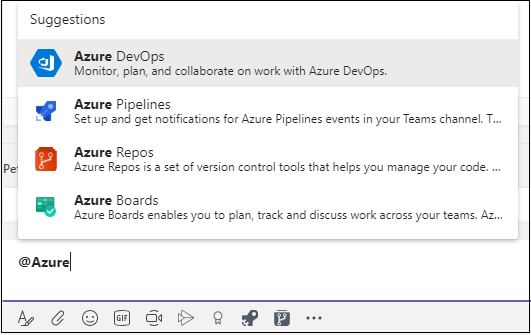 Suggestions
Azure DevOps
Monitor, plan, and collaborate on work with Azure DevOps.
Azure Pipelines
Set up and get notifications for Azure Pipelines events in your Teams channel. T...
Azure Repos
Azure Repos is a set of version control tools that helps you manage your code. ...
Azure Boards
Azure Boards enables you to plan, track and discuss work across your teams. Az...
Pet
@Azure
GIF